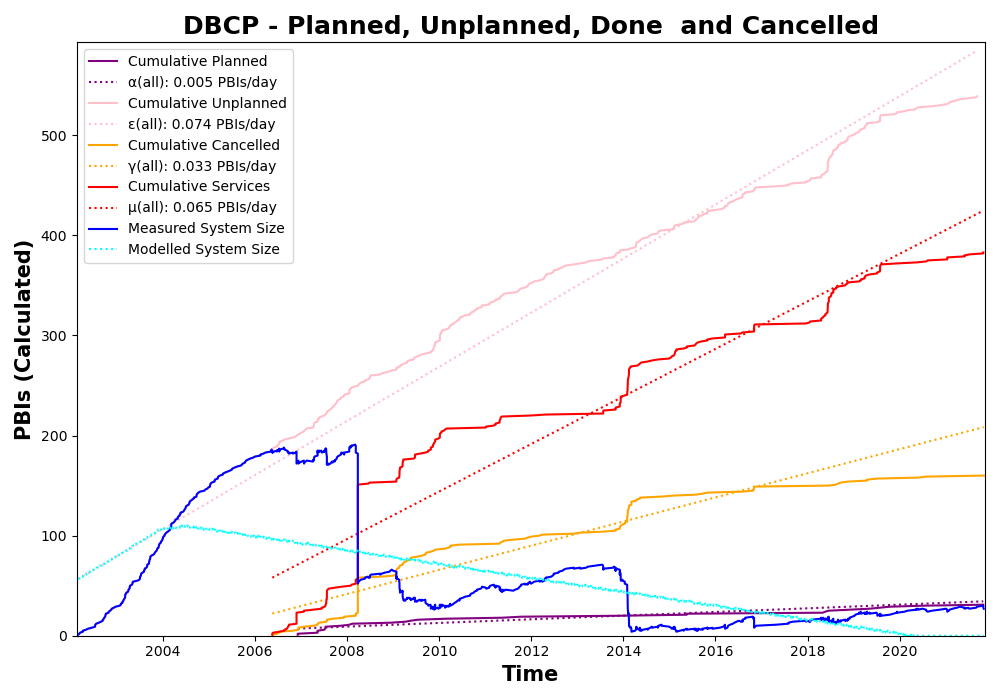 DBCP - Planned, Unplanned, Done  and Cancelled
Cumulative Planned
α(all): 0.005 PBIs/day
Cumulative Unplanned
ε(all): 0.074 PBIs/day
Cumulative Cancelled
γ(all): 0.033 PBIs/day
Cumulative Services
μ(all): 0.065 PBIs/day
Measured System Size
Modelled System Size
PBIs (Calculated)
500
400
300
200
100
0
2004 2006 2008 2010 2012 2014 2016 2018 2020
Time